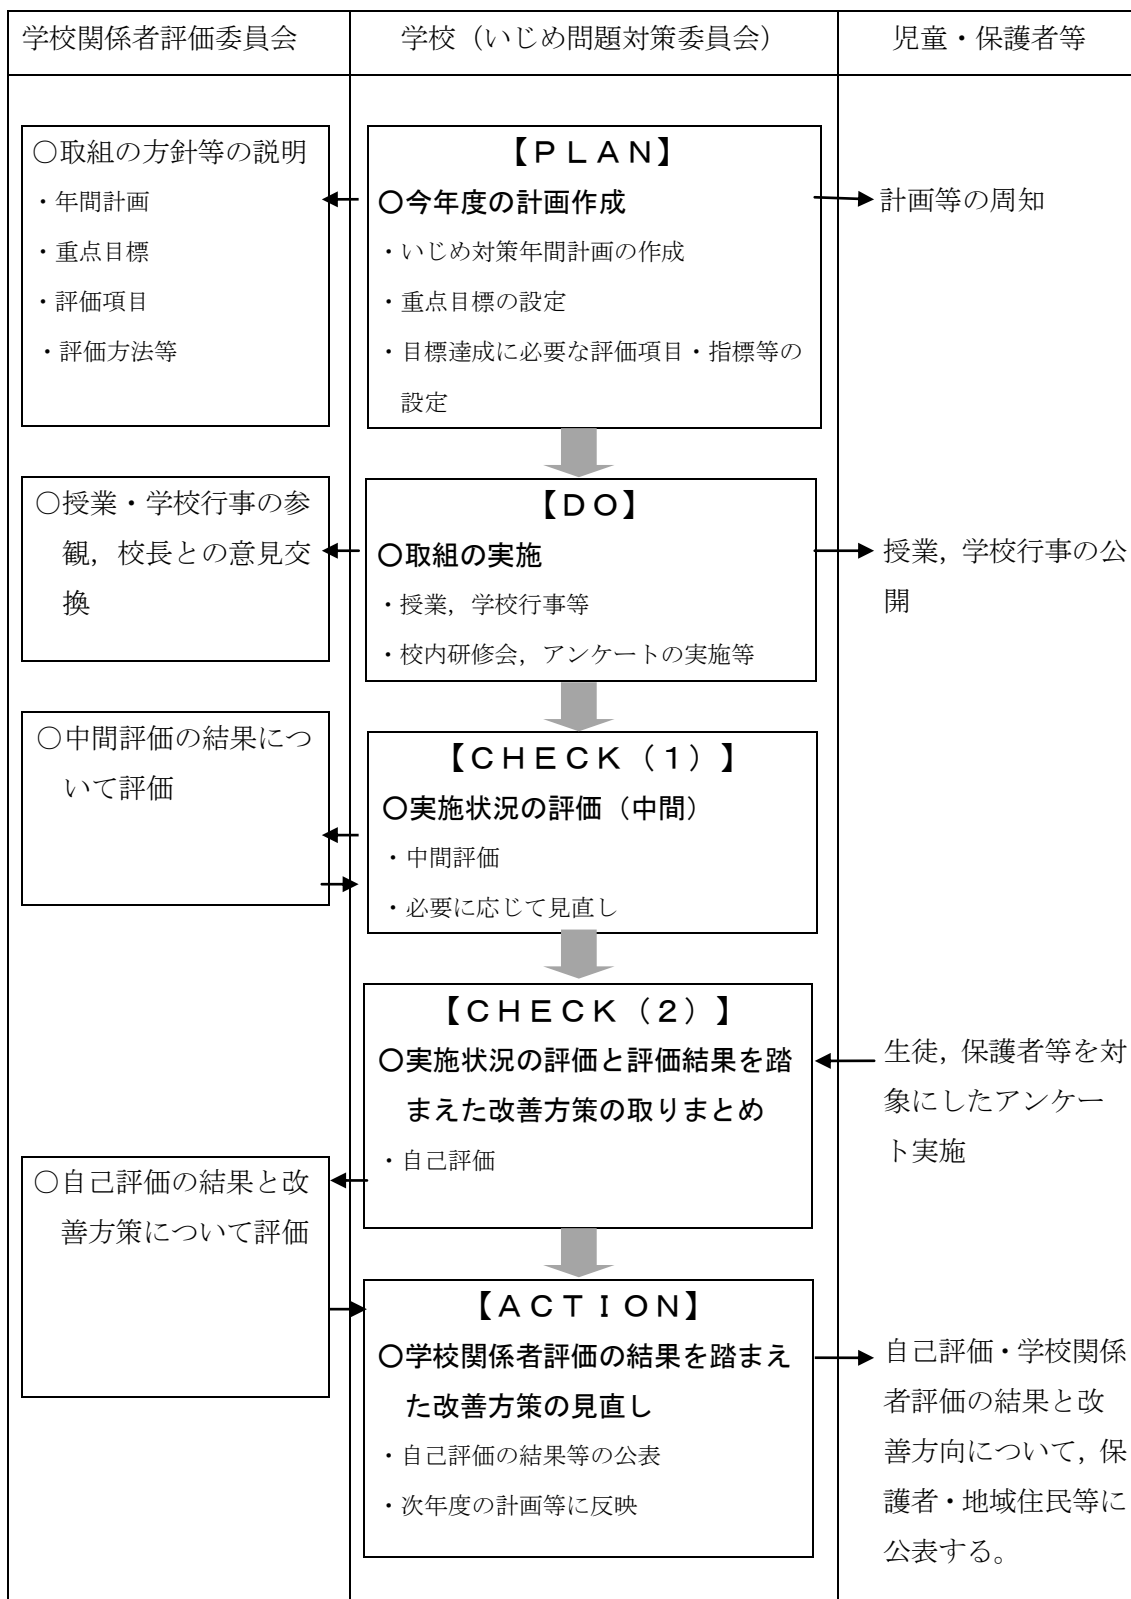 学校関係者評価委員会
学校（いじめ問題対策委員会）
児童・保護者等
○取組の方針等の説明
・年間計画
・重点目標
・評価項目
・評価方法等
【ＰＬＡＮ】
○今年度の計画作成
・いじめ対策年間計画の作成
・重点目標の設定
・目標達成に必要な評価項目・指標等の
設定
計画等の周知
○授業・学校行事の参
観，校長との意見交
換
【ＤＯ】
○取組の実施
・授業，学校行事等
・校内研修会，アンケートの実施等
授業，学校行事の公
開
○中間評価の結果につ
いて評価
【ＣＨＥＣＫ（１）】
○実施状況の評価（中間）
・中間評価
・必要に応じて見直し
【ＣＨＥＣＫ（２）】
○実施状況の評価と評価結果を踏
まえた改善方策の取りまとめ
・自己評価
生徒，保護者等を対
象にしたアンケー
ト実施
○自己評価の結果と改
善方策について評価
【ＡＣＴＩＯＮ】
○学校関係者評価の結果を踏まえ
た改善方策の見直し
・自己評価の結果等の公表
・次年度の計画等に反映
自己評価・学校関係
者評価の結果と改
善方向について，保
護者・地域住民等に
公表する。